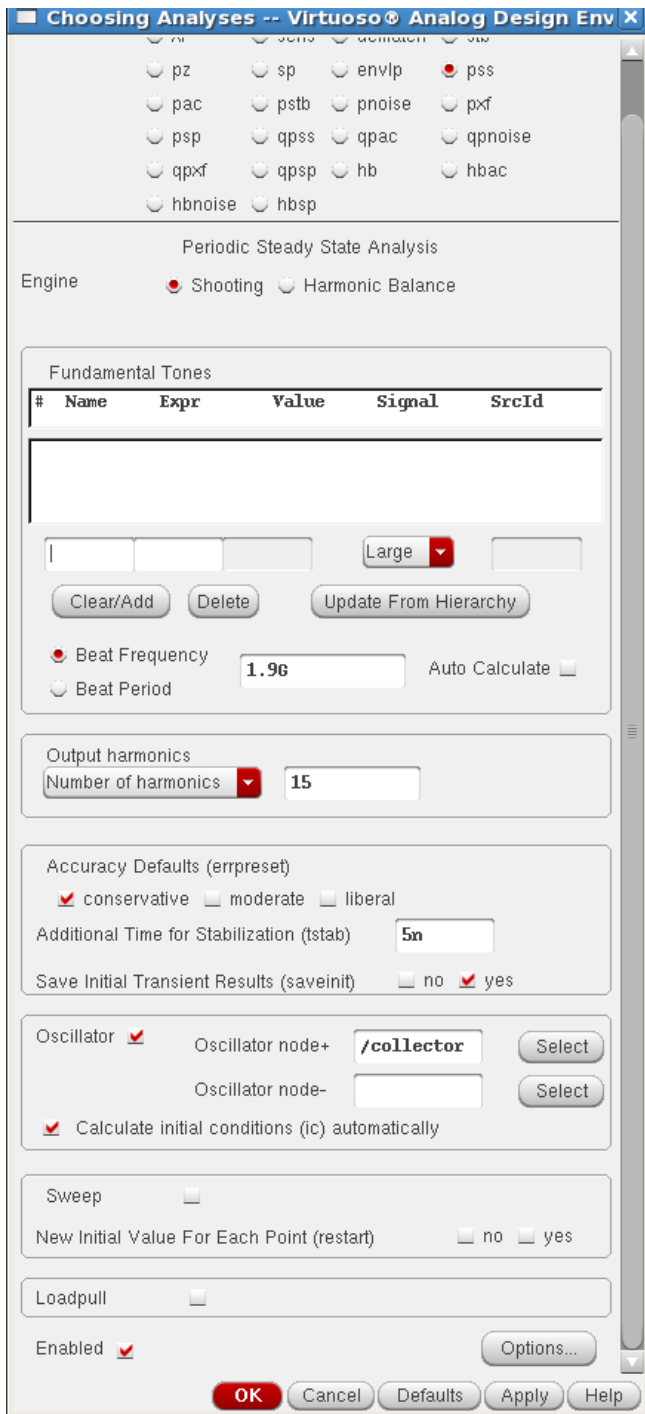 Choosing Analyses -- Virtuoso® Analog Design Env
pz sp envlp pss
pac pstb pnoise pxf
psp qpss qpac qpnoise
qpxf qpsp hb hbac
hbnoise hbsp
Periodic Steady State Analysis
Engine Shooting Harmonic Balance
Fundamental Tones
# Name Expr Value Signal SrcId
Large
Clear/Add Delete Update From Hierarchy
Beat Frequency
1.9G Auto Calculate
Beat Period
Output harmonics
Number of harmonics 15
Accuracy Defaults (errpreset)
conservative moderate liberal
Additional Time for Stabilization (tstab) 5n
Save Initial Transient Results (saveinit) no yes
Oscillator Oscillator node+ /collector Select
Oscillator node- Select
Calculate initial conditions (ic) automatically
Sweep
New Initial Value For Each Point (restart) no yes
Loadpull
Enabled Options...
OK Cancel Defaults Apply Help